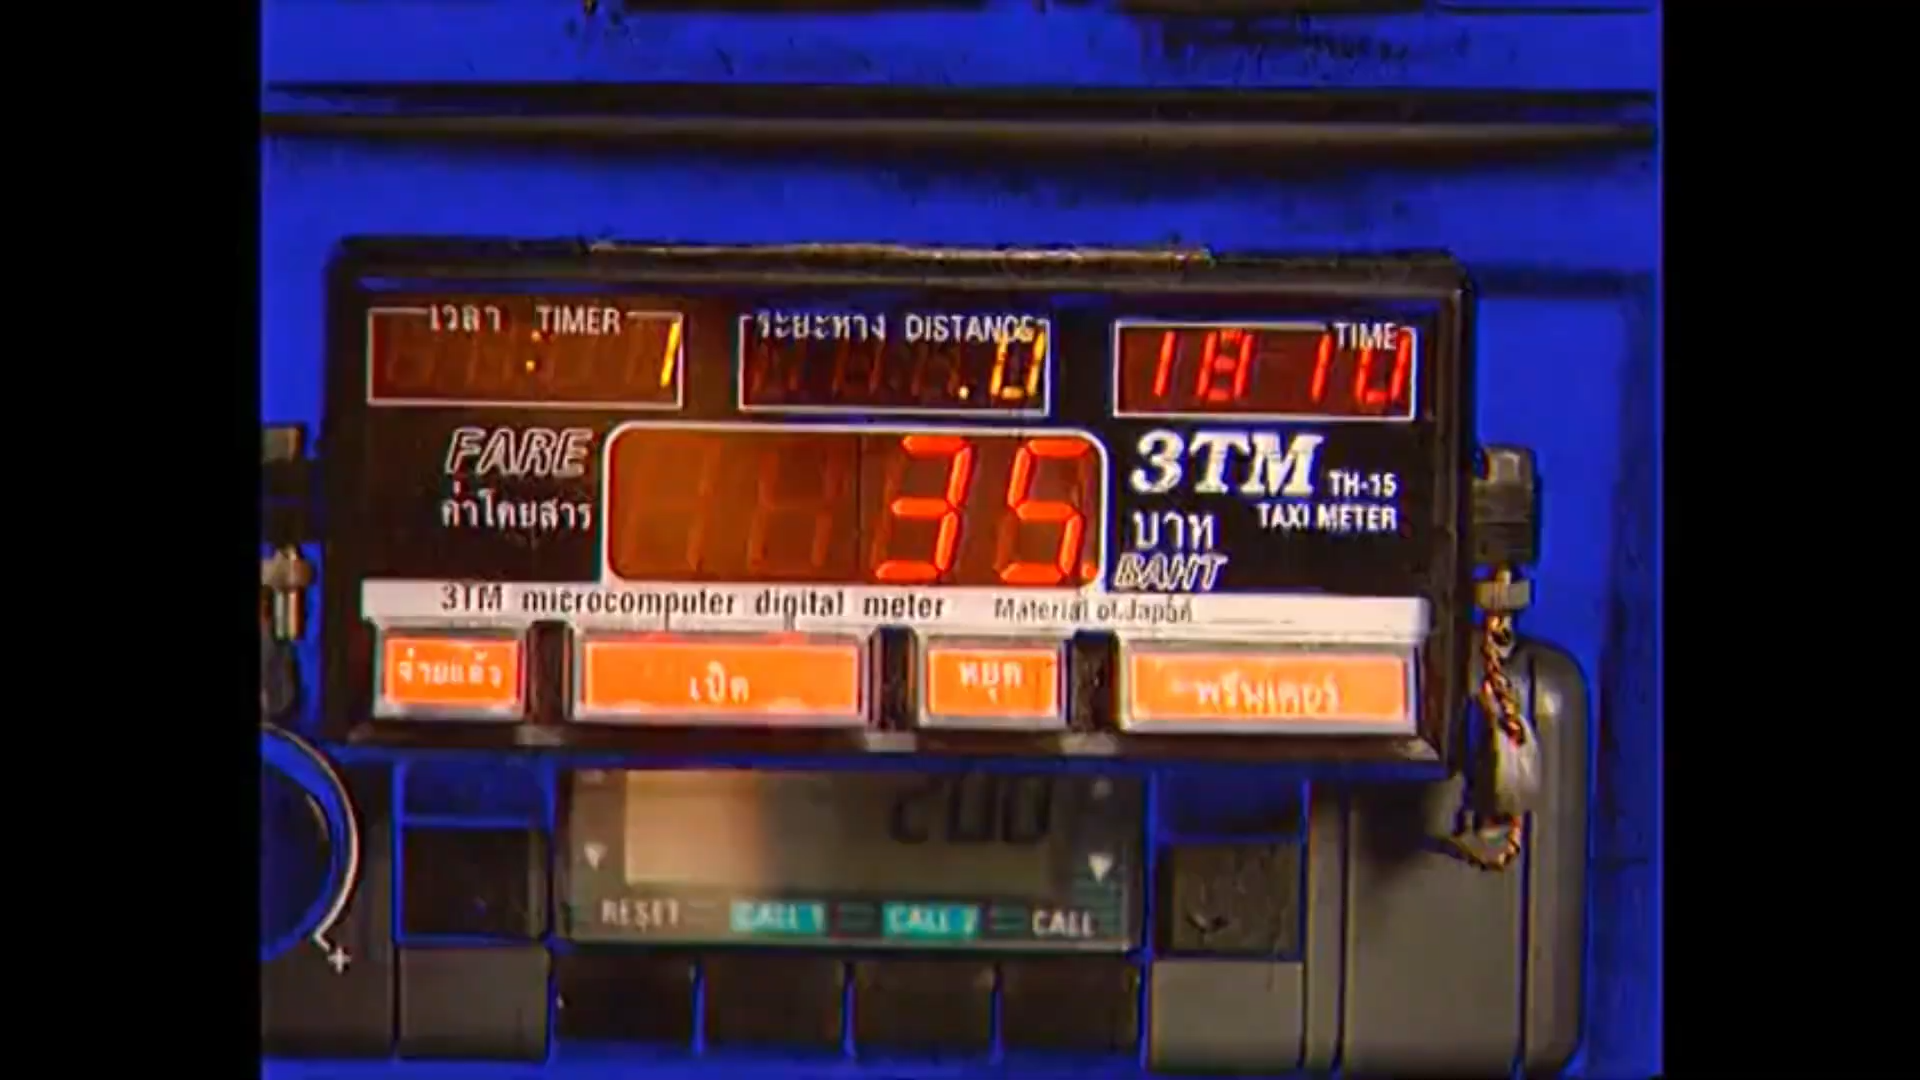 เวลา TIMER
: 1
ระยะทาง DISTANCE
.0
TIME
18 10
FARE
ค่าโดยสาร
35.
3TM TH-15
TAXI METER
บาท
BAHT
3TM microcomputer digital meter Material of Japan
จ่ายแล้ว
เปิด
หยุด
พริ้นเตอร์
200
RESET CALL 1 CALL 2 CALL
+